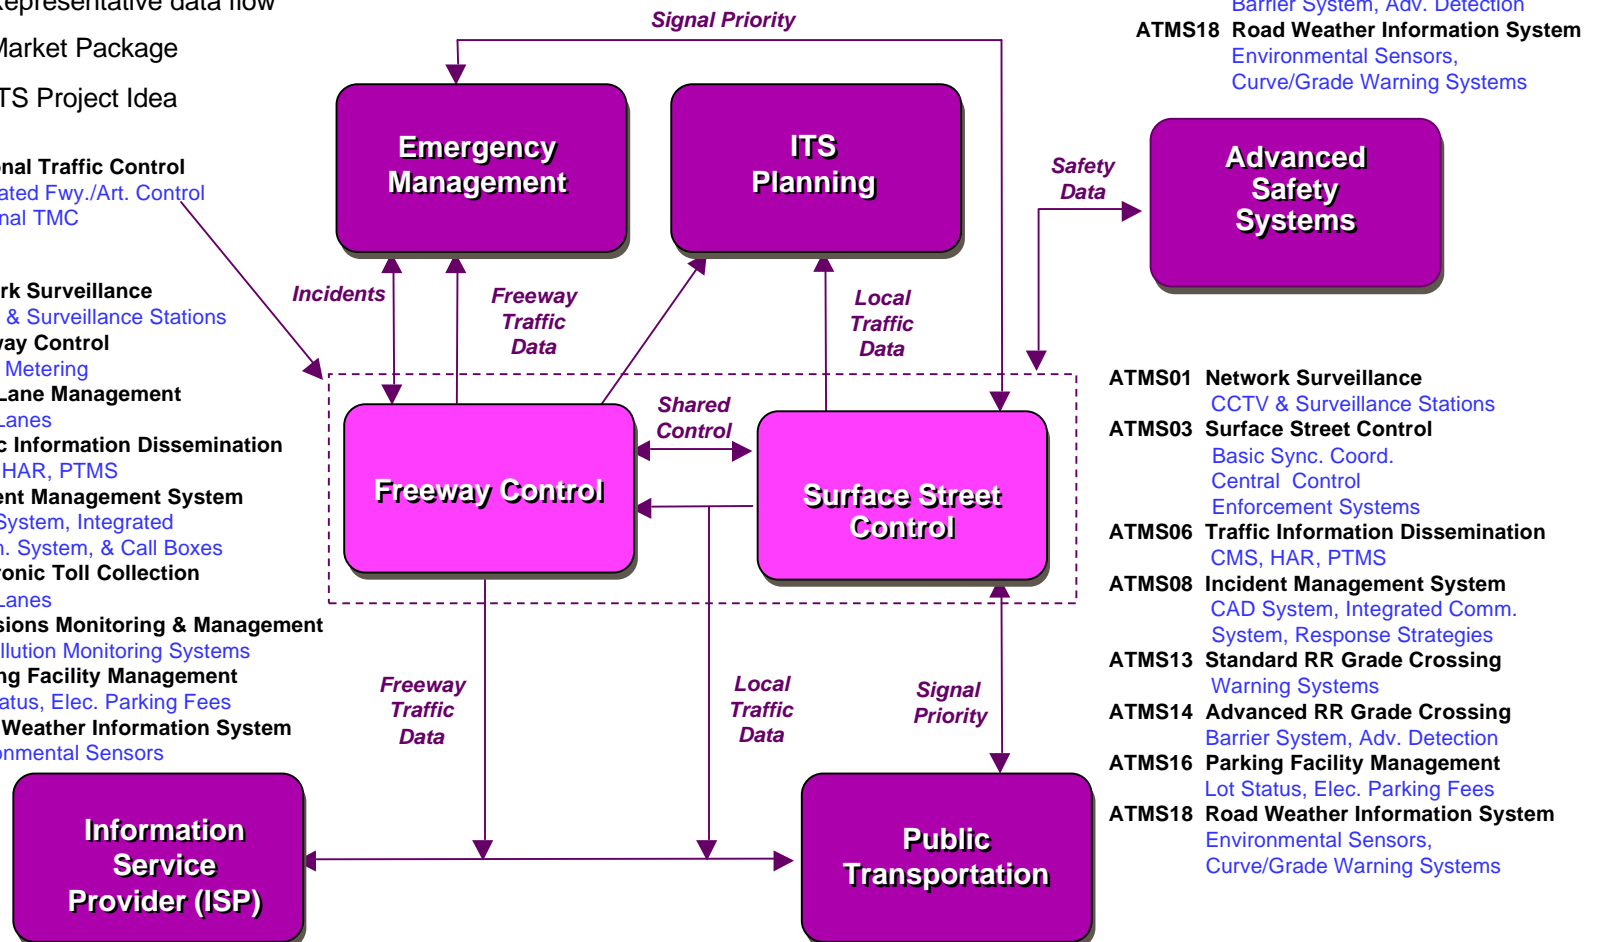 Representative data flow
Market Package
ITS Project Idea
Signal Priority
Barrier System, Adv. Detection
ATMS18 Road Weather Information System
Environmental Sensors,
Curve/Grade Warning Systems
Emergency
Management
ITS
Planning
Advanced
Safety
Systems
Safety
Data
onal Traffic Control
ated Fwy./Art. Control
nal TMC
rk Surveillance
& Surveillance Stations
way Control
Metering
Lane Management
Lanes
c Information Dissemination
HAR, PTMS
ent Management System
System, Integrated
m. System, & Call Boxes
ronic Toll Collection
Lanes
sions Monitoring & Management
llution Monitoring Systems
ng Facility Management
tatus, Elec. Parking Fees
Weather Information System
onmental Sensors
Incidents
Freeway
Traffic
Data
Local
Traffic
Data
Shared
Control
Freeway Control
Surface Street
Control
Freeway
Traffic
Data
Local
Traffic
Data
Signal
Priority
ATMS01 Network Surveillance
CCTV & Surveillance Stations
ATMS03 Surface Street Control
Basic Sync. Coord.
Central Control
Enforcement Systems
ATMS06 Traffic Information Dissemination
CMS, HAR, PTMS
ATMS08 Incident Management System
CAD System, Integrated Comm.
System, Response Strategies
ATMS13 Standard RR Grade Crossing
Warning Systems
ATMS14 Advanced RR Grade Crossing
Barrier System, Adv. Detection
ATMS16 Parking Facility Management
Lot Status, Elec. Parking Fees
ATMS18 Road Weather Information System
Environmental Sensors,
Curve/Grade Warning Systems
Information
Service
Provider (ISP)
Public
Transportation